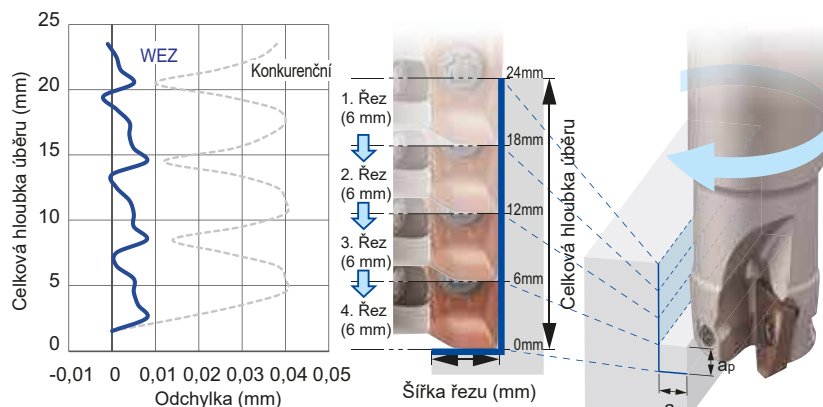 Celková hloubka úběru (mm)
25
20
15
10
5
0
-0,01
0
0,01
0,02
0,03
0,04
0,05
Odchylka (mm)
WEZ
Konkurenční
1. Řez
(6 mm)
2. Řez
(6 mm)
3. Řez
(6 mm)
4. Řez
(6 mm)
24mm
18mm
12mm
6mm
0mm
Celková hloubka úběru
Šířka řezu (mm)
ap